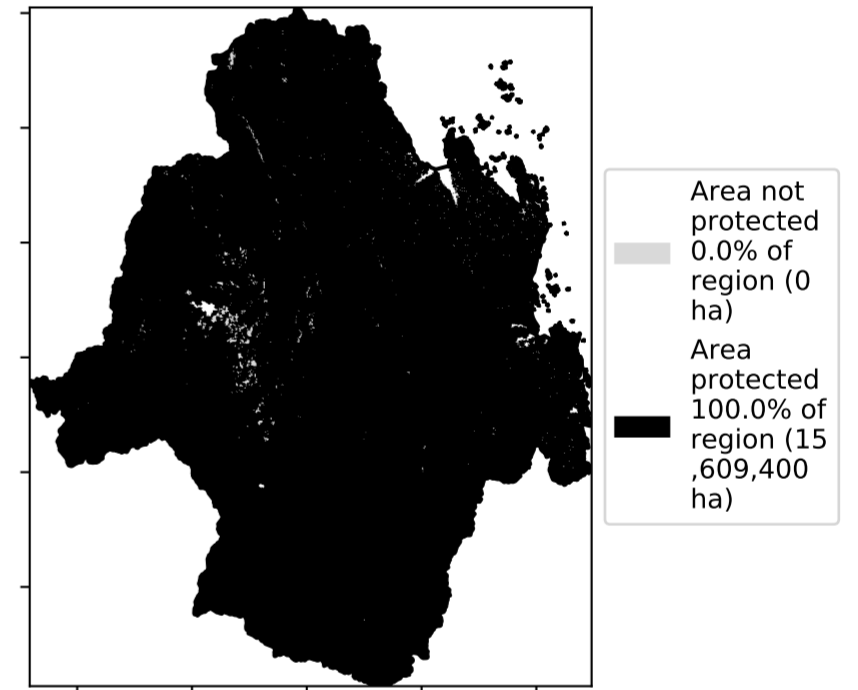 Area not
protected
0.0% of
region (0
ha)
Area
protected
100.0% of
region (15
,609,400
ha)